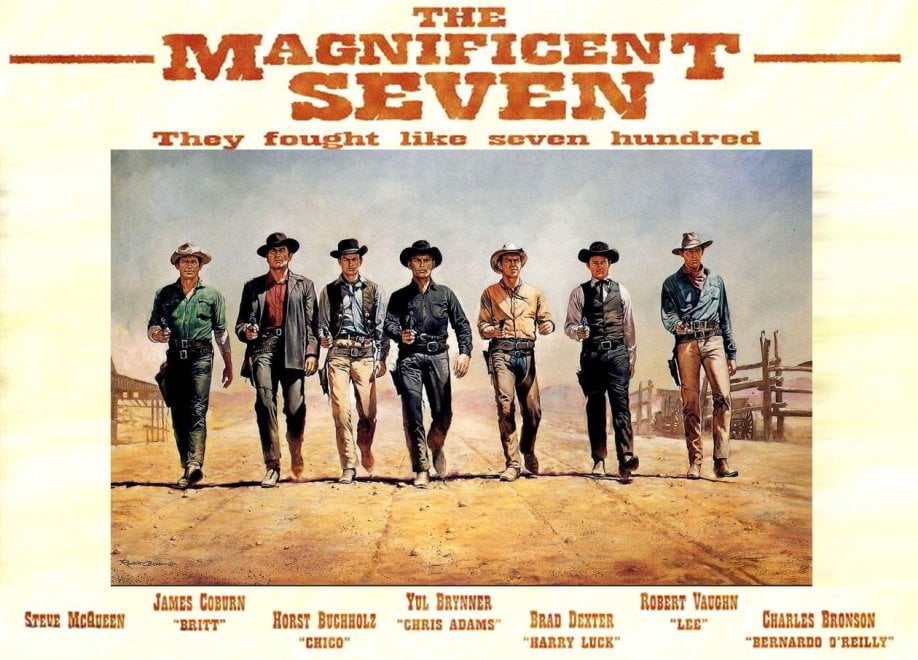 THE
MAGNIFICENT
SEVEN
They fought like seven hundred
STEVE MCQUEEN
JAMES COBURN
"BRITT"
HORST BUCHHOLZ
"CHICO"
YUL BRYNNER
"CHRIS ADAMS"
BRAD DEXTER
"HARRY LUCK"
ROBERT VAUGHN
"LEE"
CHARLES BRONSON
"BERNARDO O'REILLY"